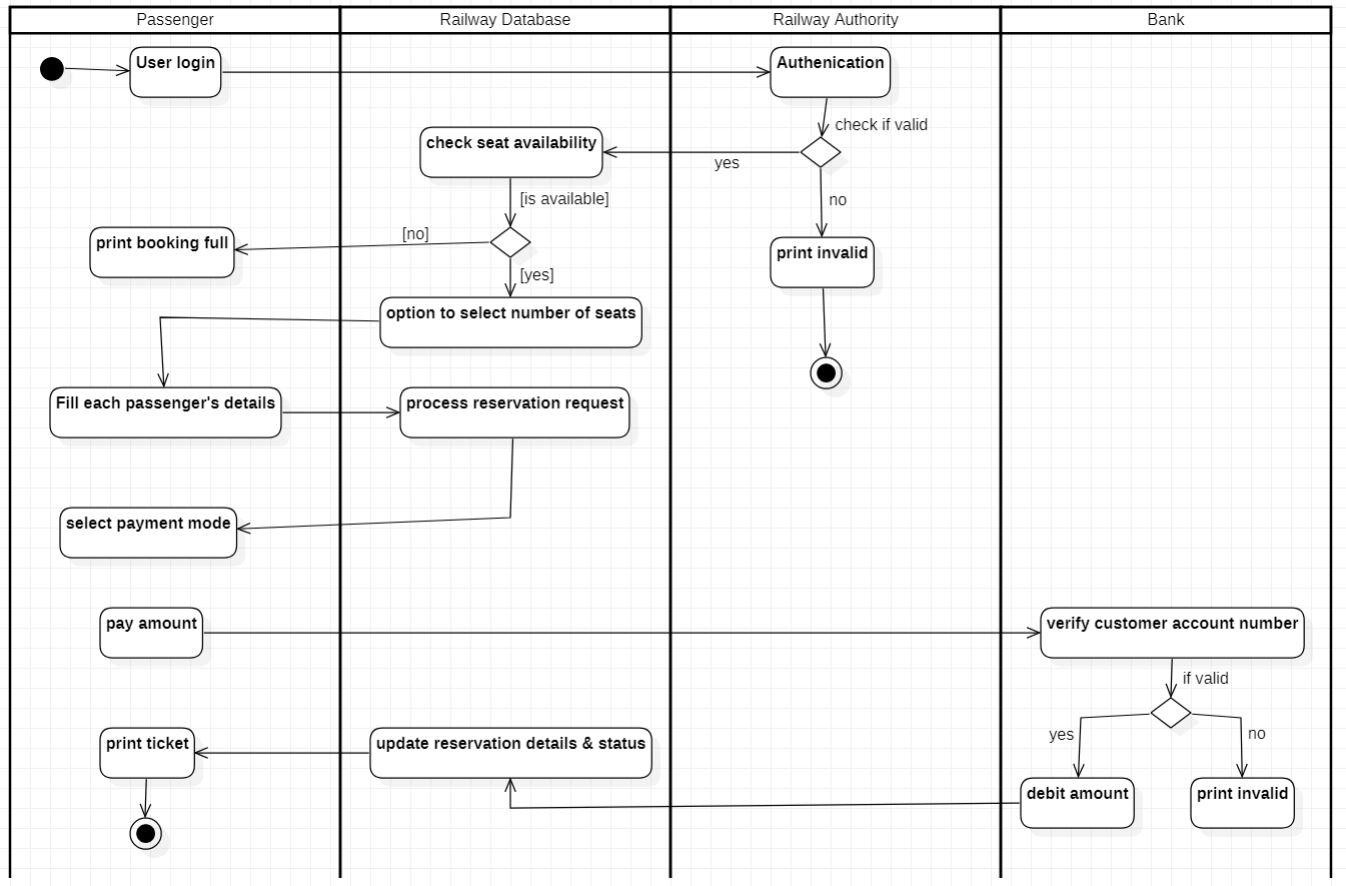 Passenger
Railway Database
Railway Authority
Bank
User login
Authenication
check if valid
check seat availability
yes
[is available]
no
print booking full
[no]
print invalid
[yes]
option to select number of seats
Fill each passenger's details
process reservation request
select payment mode
pay amount
verify customer account number
if valid
yes
no
print ticket
update reservation details & status
debit amount
print invalid